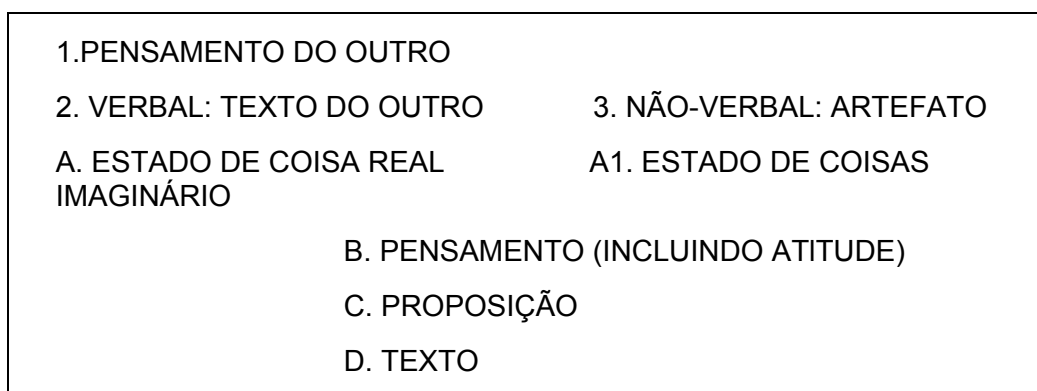 1.PENSAMENTO DO OUTRO
2. VERBAL: TEXTO DO OUTRO 3. NÃO-VERBAL: ARTEFATO
A. ESTADO DE COISA REAL A1. ESTADO DE COISAS
IMAGINÁRIO
B. PENSAMENTO (INCLUINDO ATITUDE)
C. PROPOSIÇÃO
D. TEXTO